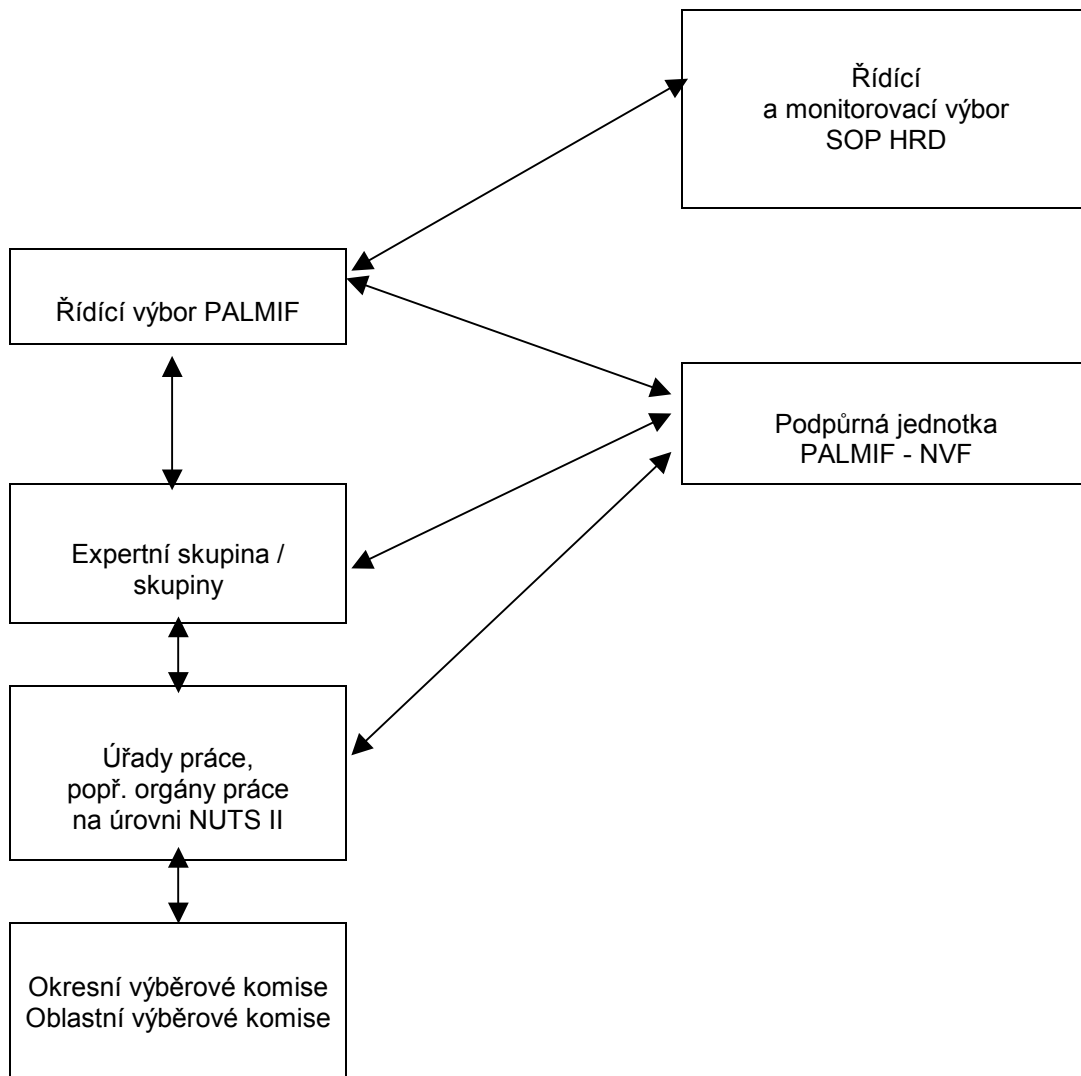 Řídící
a monitorovací výbor
SOP HRD
Řídící výbor PALMIF
Podpůrná jednotka
PALMIF - NVF
Expertní skupina /
skupiny
Úřady práce,
popř. orgány práce
na úrovni NUTS II
Okresní výběrové komise
Oblastní výběrové komise